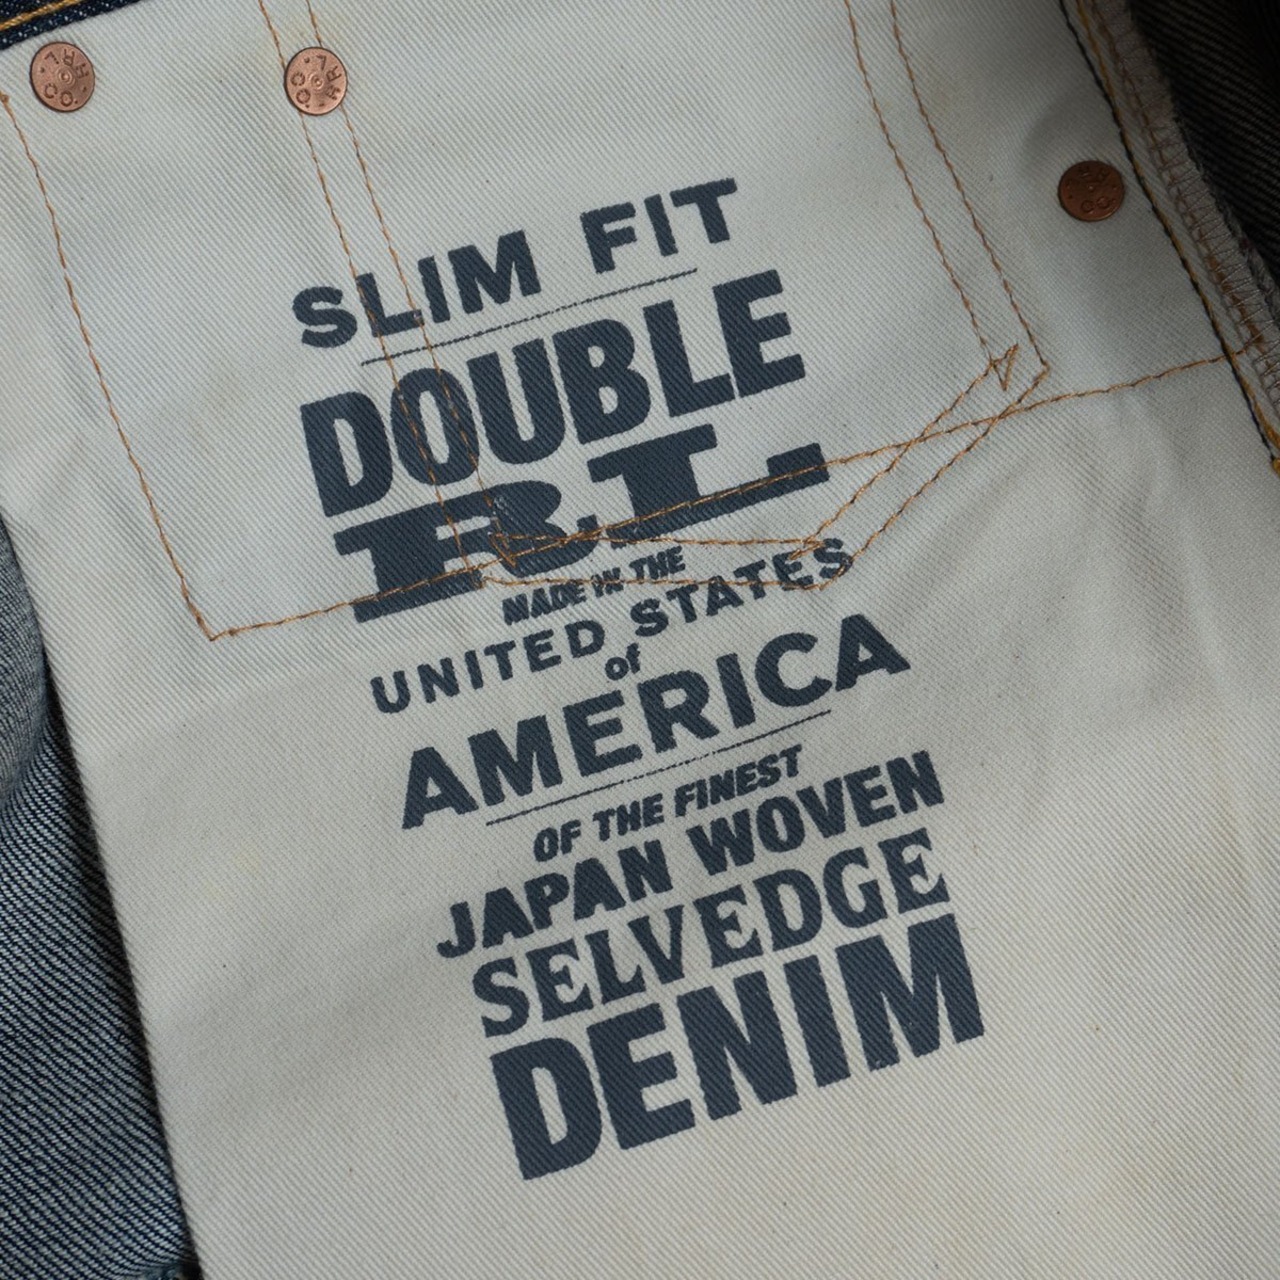 SLIM FIT
DOUBLE
RL
MADE IN THE
UNITED STATES
of
AMERICA
OF THE FINEST
JAPAN WOVEN
SELVEDGE
DENIM